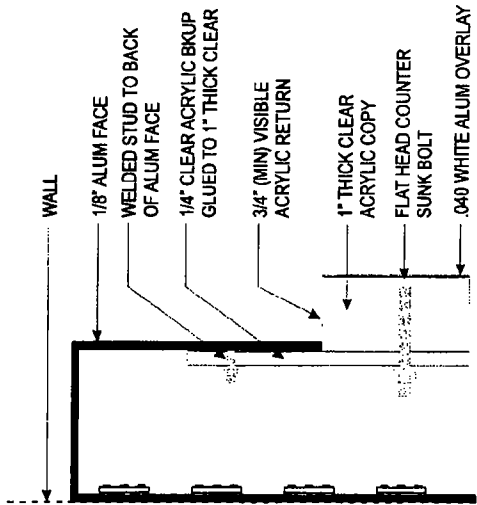 WALL
1/8" ALUM FACE
WELDED STUD TO BACK
OF ALUM FACE
1/4" CLEAR ACRYLIC BKUP
GLUED TO 1" THICK CLEAR
3/4" (MIN) VISIBLE
ACRYLIC RETURN
1" THICK CLEAR
ACRYLIC COPY
FLAT HEAD COUNTER
SUNK BOLT
.040 WHITE ALUM OVERLAY